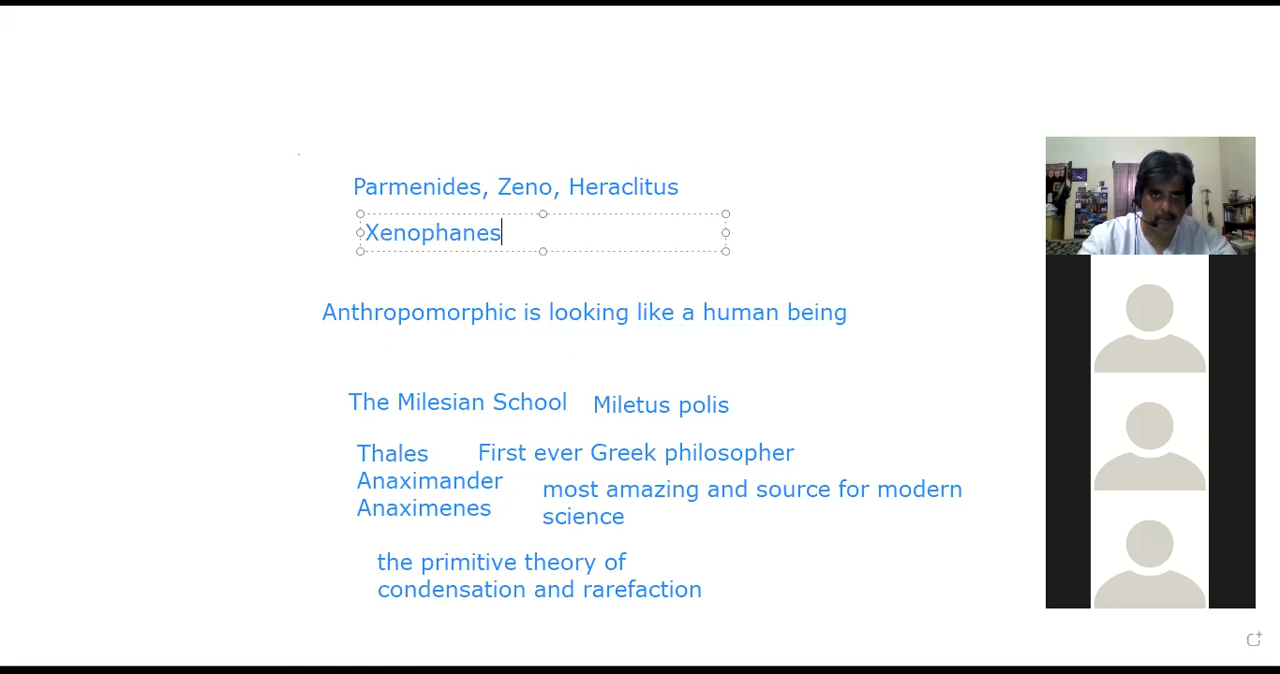 Parmenides, Zeno, Heraclitus
Xenophanes
Anthropomorphic is looking like a human being
The Milesian School
Miletus polis
Thales
First ever Greek philosopher
Anaximander
Anaximenes
most amazing and source for modern
science
the primitive theory of
condensation and rarefaction